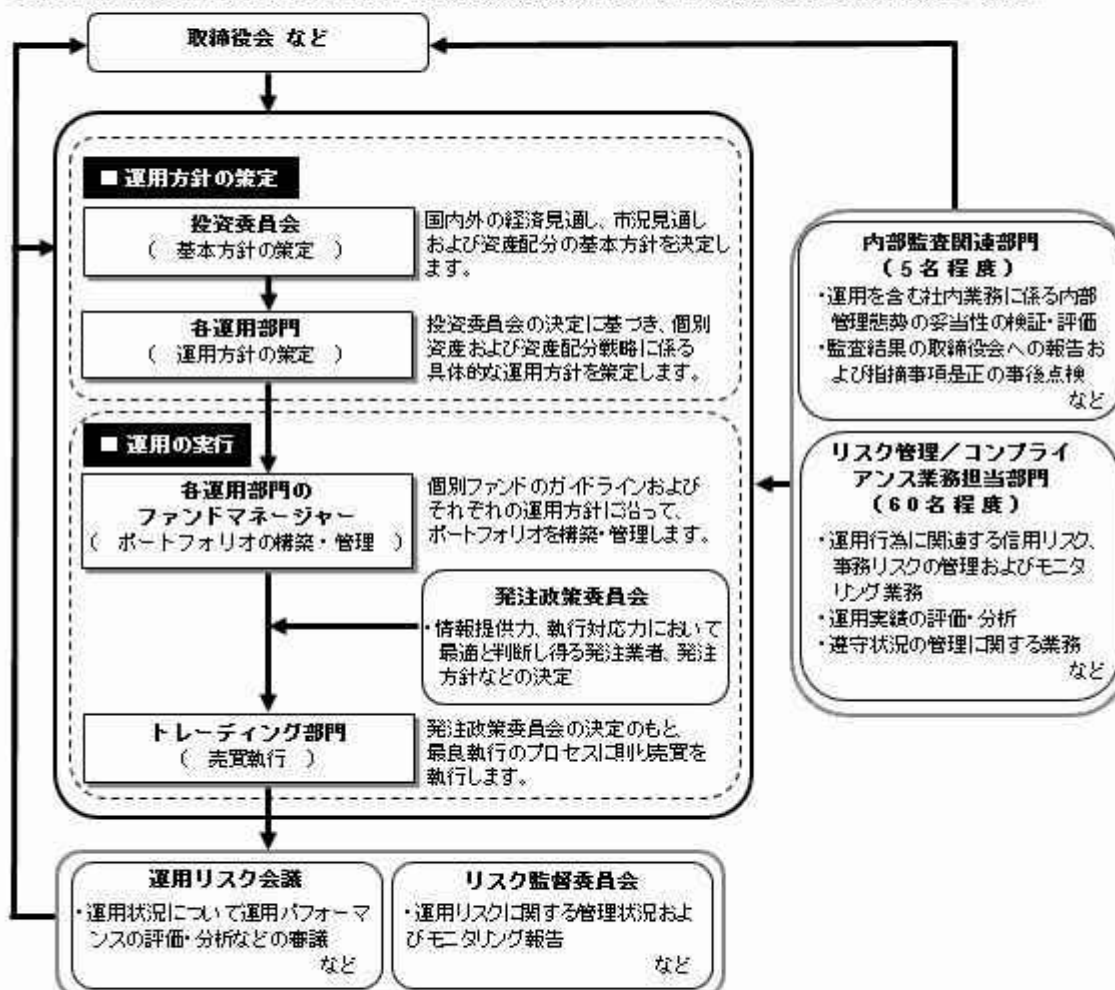 取締役会 など
■ 運用方針の策定
投資委員会
( 基本方針の策定 )
国内外の経済見通し、市況見通し
および資産配分の基本方針を決定し
ます。
各運用部門
( 運用方針の策定 )
投資委員会の決定に基づき、個別
資産および資産配分戦略に係る
具体的な運用方針を策定します。
■ 運用の実行
各運用部門の
ファンドマネージャー
( ポートフォリオの構築・管理 )
個別ファンドのガイドラインおよび
それぞれの運用方針に沿って、
ポートフォリオを構築・管理します。
発注政策委員会
・情報提供力、執行対応力において
最適と判断し得る発注業者、発注
方針などの決定
トレーディング部門
( 売買執行 )
発注政策委員会の決定のもと、
最良執行のプロセスに則り売買を
執行します。
内部監査関連部門
(5名程度)
・運用を含む社内業務に係る内部
管理態勢の妥当性の検証・評価
・監査結果の取締役会への報告お
よび指摘事項是正の事後点検
など
リスク管理/コンプライ
アンス業務担当部門
(60名程度)
・運用行為に関連する信用リスク、
事務リスクの管理およびモニタ
リング業務
・運用実績の評価・分析
・遵守状況の管理に関する業務
など
運用リスク会議
・運用状況について運用パフォーマ
ンスの評価・分析などの審議
など
リスク監督委員会
・運用リスクに関する管理状況およ
びモニタリング報告
など